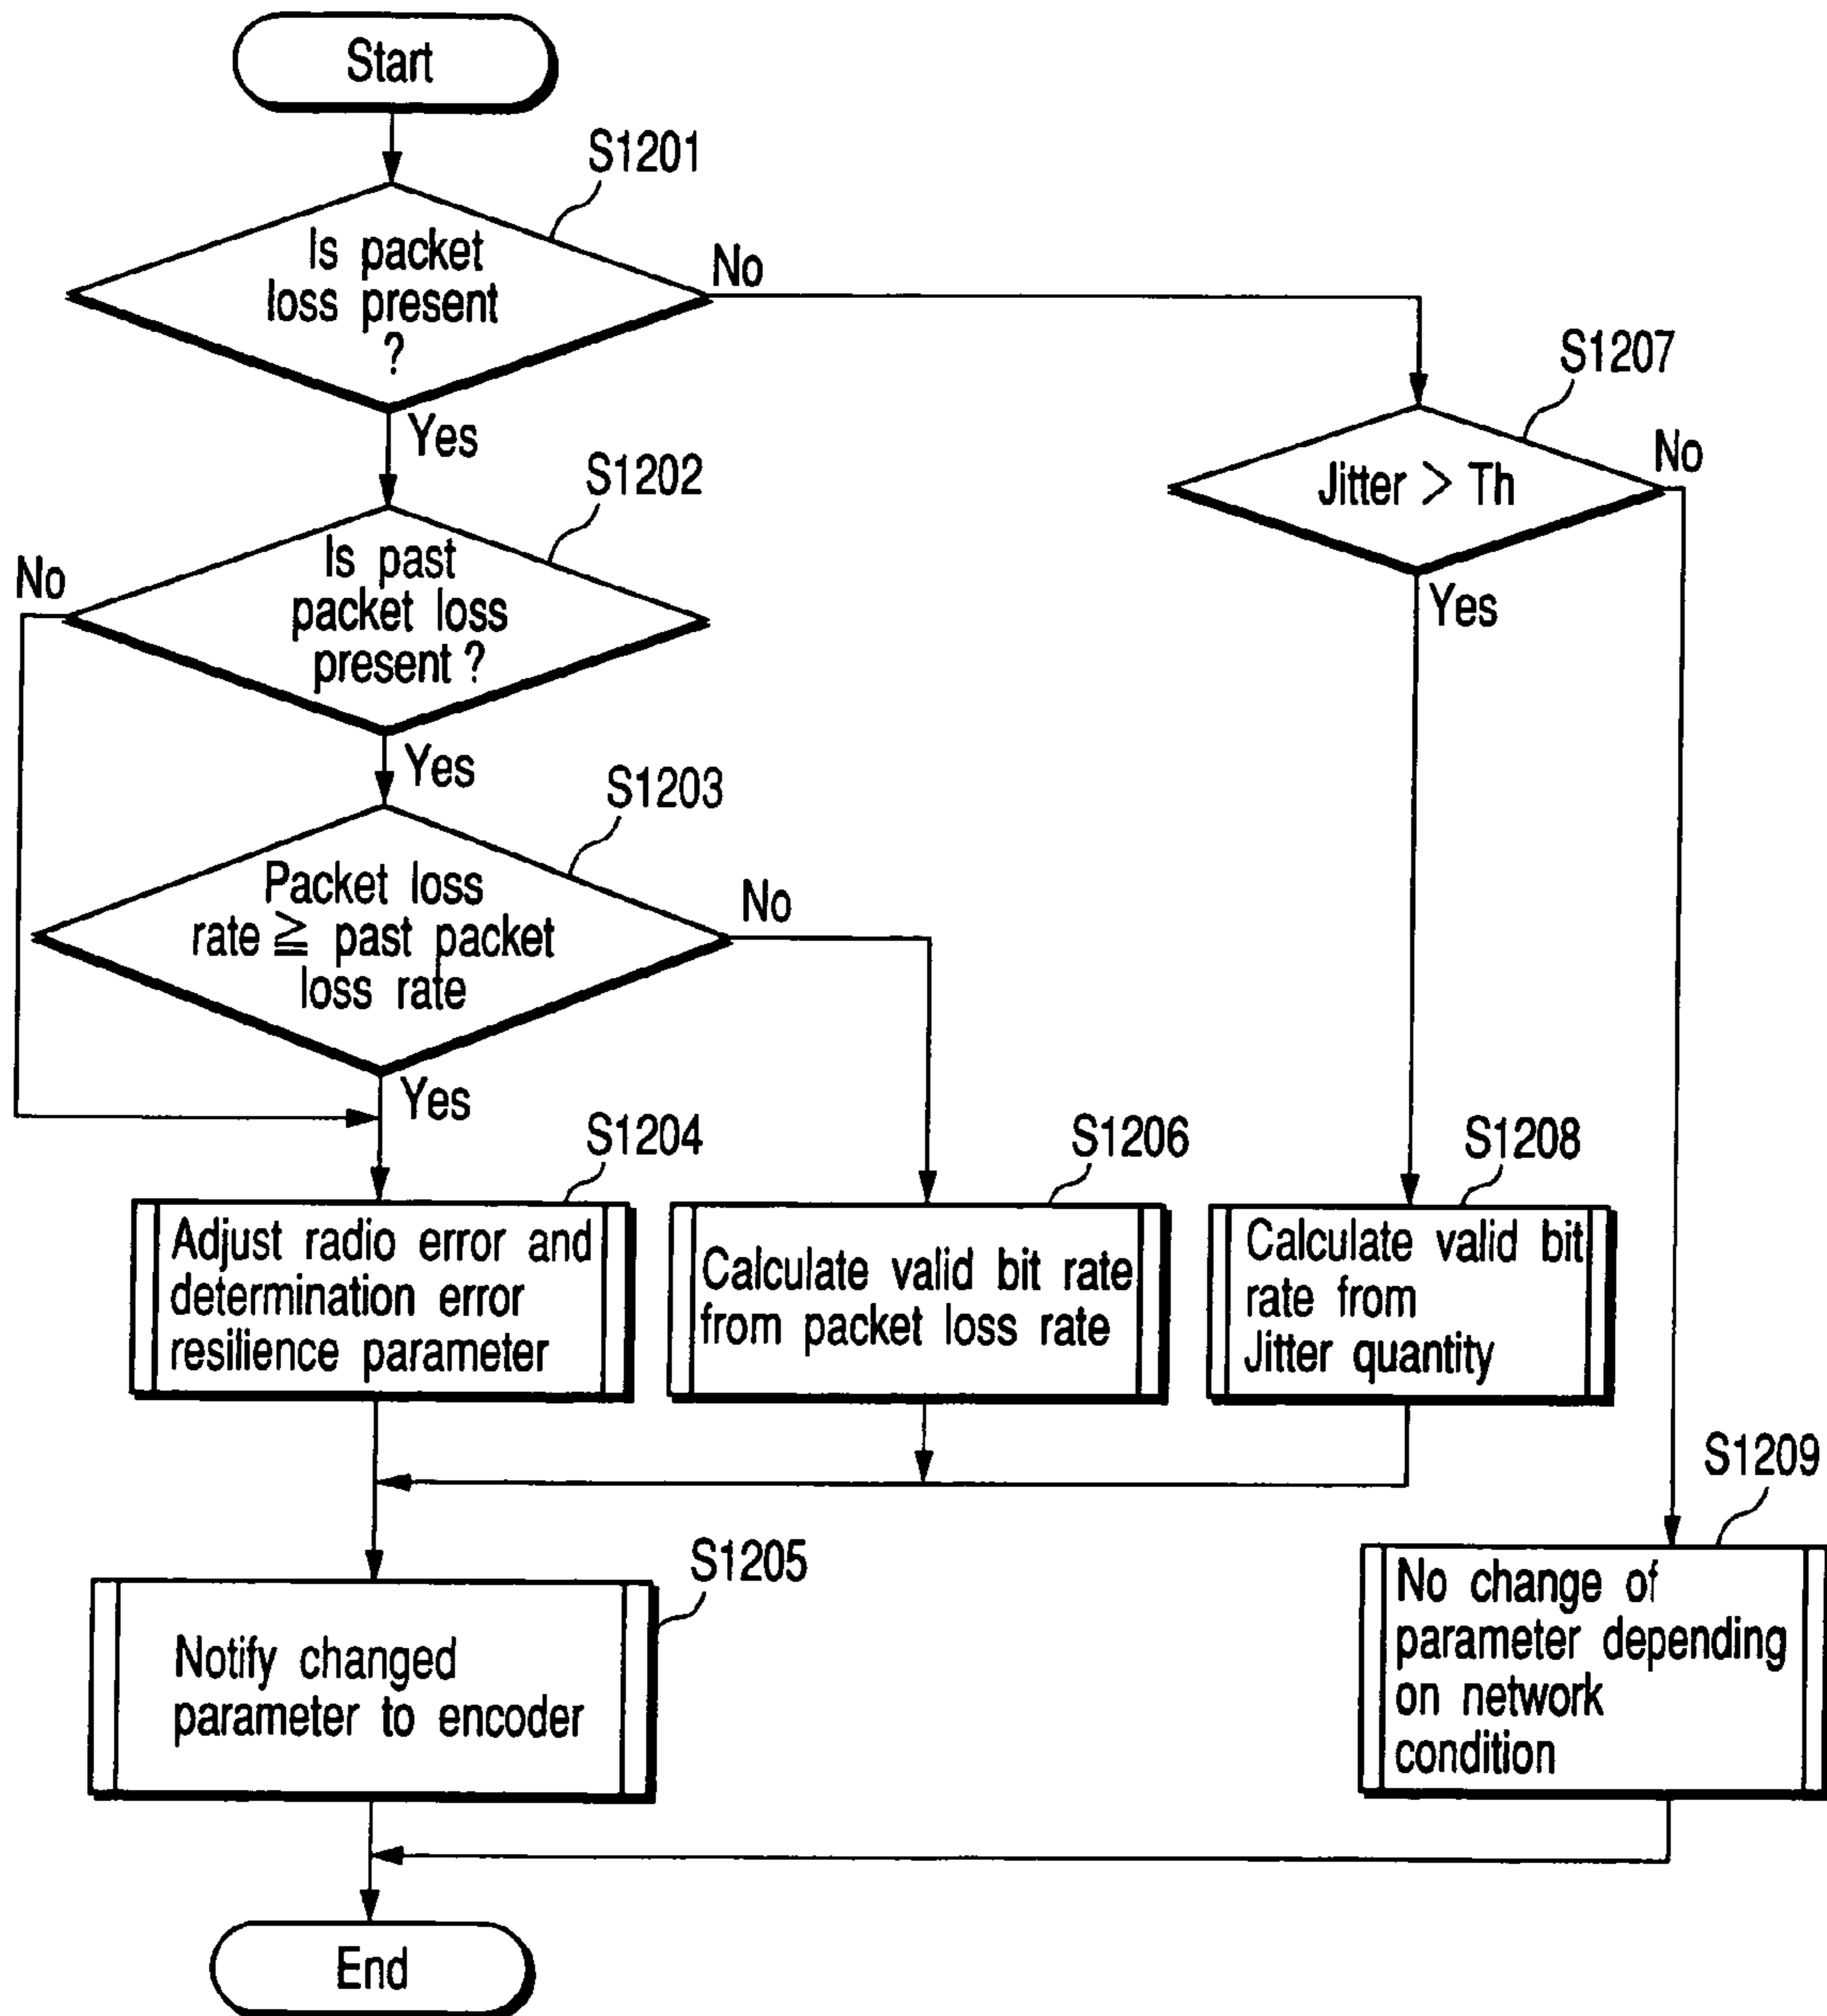 Start
S1201
Is packet
loss present
?
No
Yes
S1207
Jitter > Th
No
Yes
S1202
Is past
packet loss
present ?
No
Yes
S1203
Packet loss
rate ≧ past packet
loss rate
No
Yes
S1204
Adjust radio error and
determination error
resilience parameter
S1206
Calculate valid bit rate
from packet loss rate
S1208
Calculate valid bit
rate from
Jitter quantity
S1209
No change of
parameter depending
on network
condition
S1205
Notify changed
parameter to encoder
End